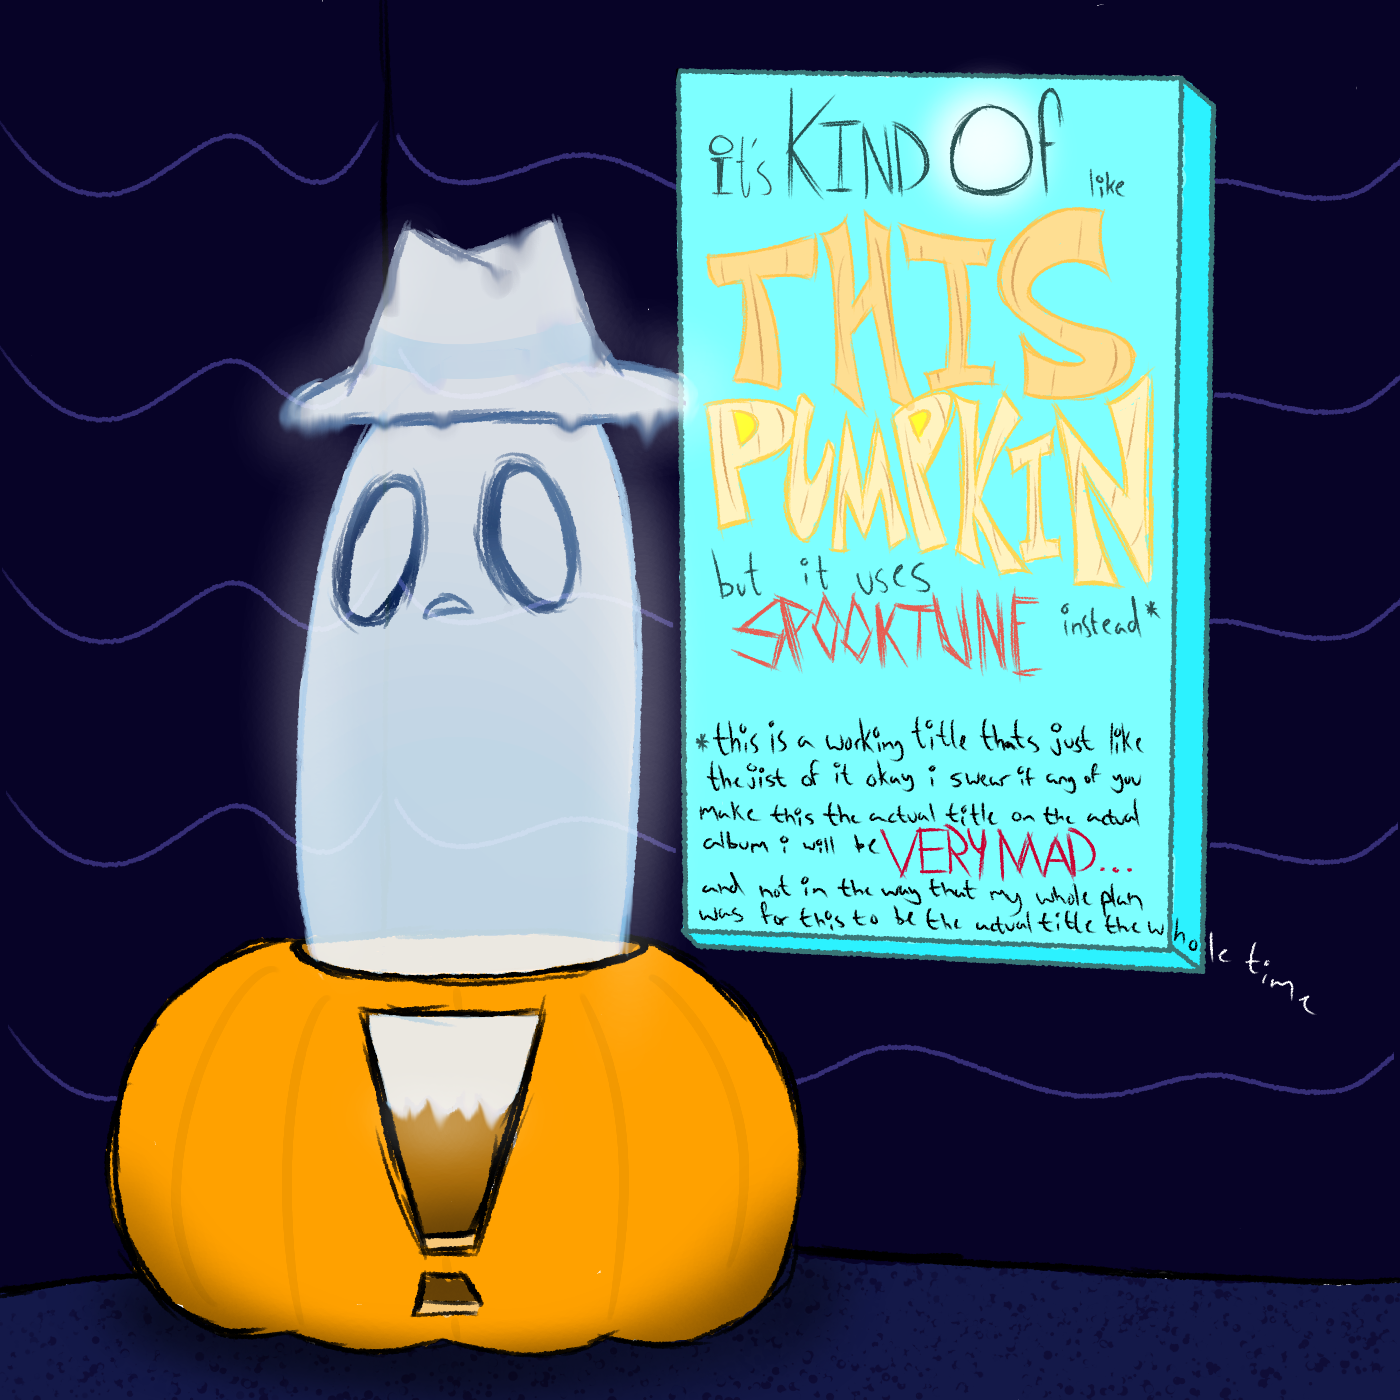 it's KIND OF like
THIS
PUMPKIN
but it uses
SPOOKTUNE instead*
*this is a working title thats just like
the jist of it okay i swear if any of you
make this the actual title on the actual
album i will be VERY MAD...
and not in the way that my whole plan
was for this to be the actual title the whole time